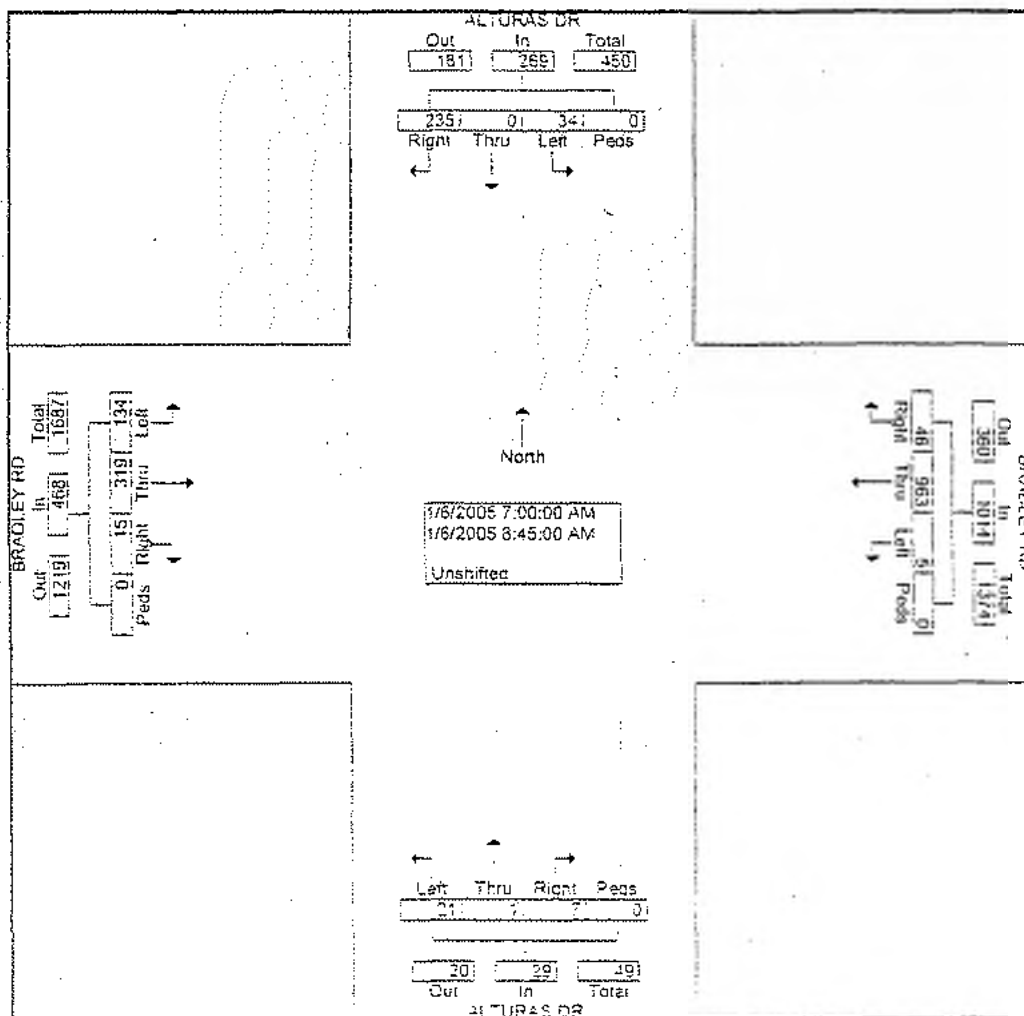 ALTURAS DR
Out In Total
181 269 450
235 0 34 0
Right Thru Left Peds
BRADLEY RD
Total In Out
1687 468 1219
134 319 15 0
Left Thru Right Peds
North
1/6/2005 7:00:00 AM
1/6/2005 8:45:00 AM
Unshifted
Right Thru Left Peds
46 963 5 0
Out In Total
360 1014 1374
BRADLEY RD
Left Thru Right Peds
21 1 7 0
20 29 49
Out In Total
ALTURAS DR